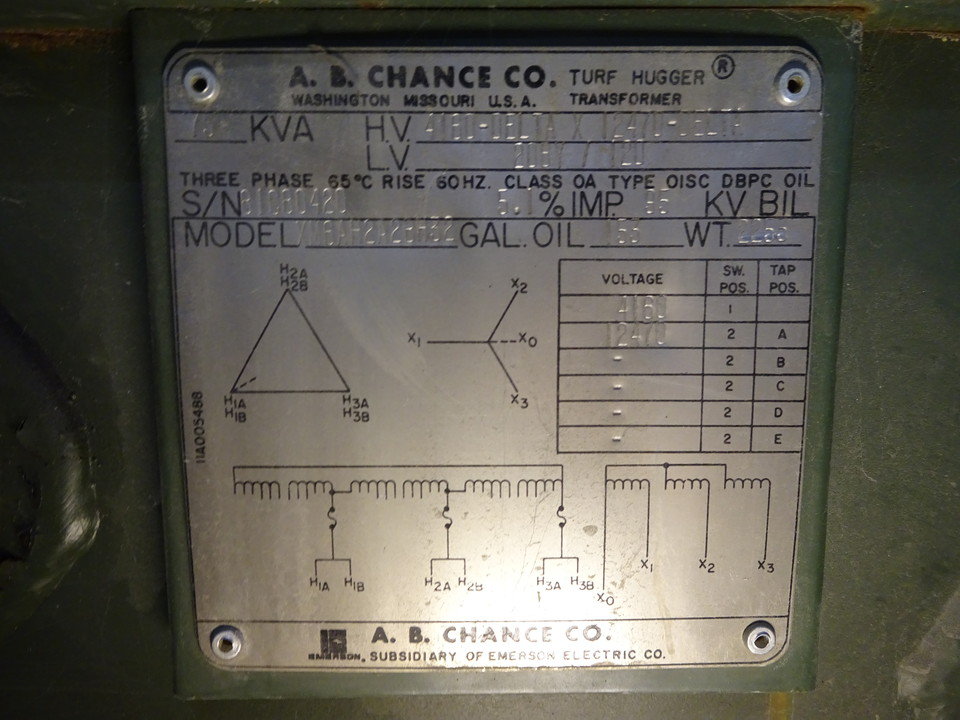 A. B. CHANCE CO. TURF HUGGER ®
WASHINGTON MISSOURI U.S.A. TRANSFORMER
KVA H.V. 4160-DELTA X 12470-DELTA
L.V. 208Y / 120
THREE PHASE 65°C RISE 60HZ. CLASS OA TYPE OISC DBPC OIL
S/N 5.1 % IMP. 95 KV BIL
MODEL GAL. OIL WT.
VOLTAGE SW. POS. TAP POS.
4160 1
12470 2 A
- 2 B
- 2 C
- 2 D
- 2 E
H2A
H2B
H1A
H1B
H3A
H3B
X2
X1 X0
X3
11A005488
H1A H1B H2A H2B H3A H3B X0 X1 X2 X3
A. B. CHANCE CO.
EMERSON. SUBSIDIARY OF EMERSON ELECTRIC CO.